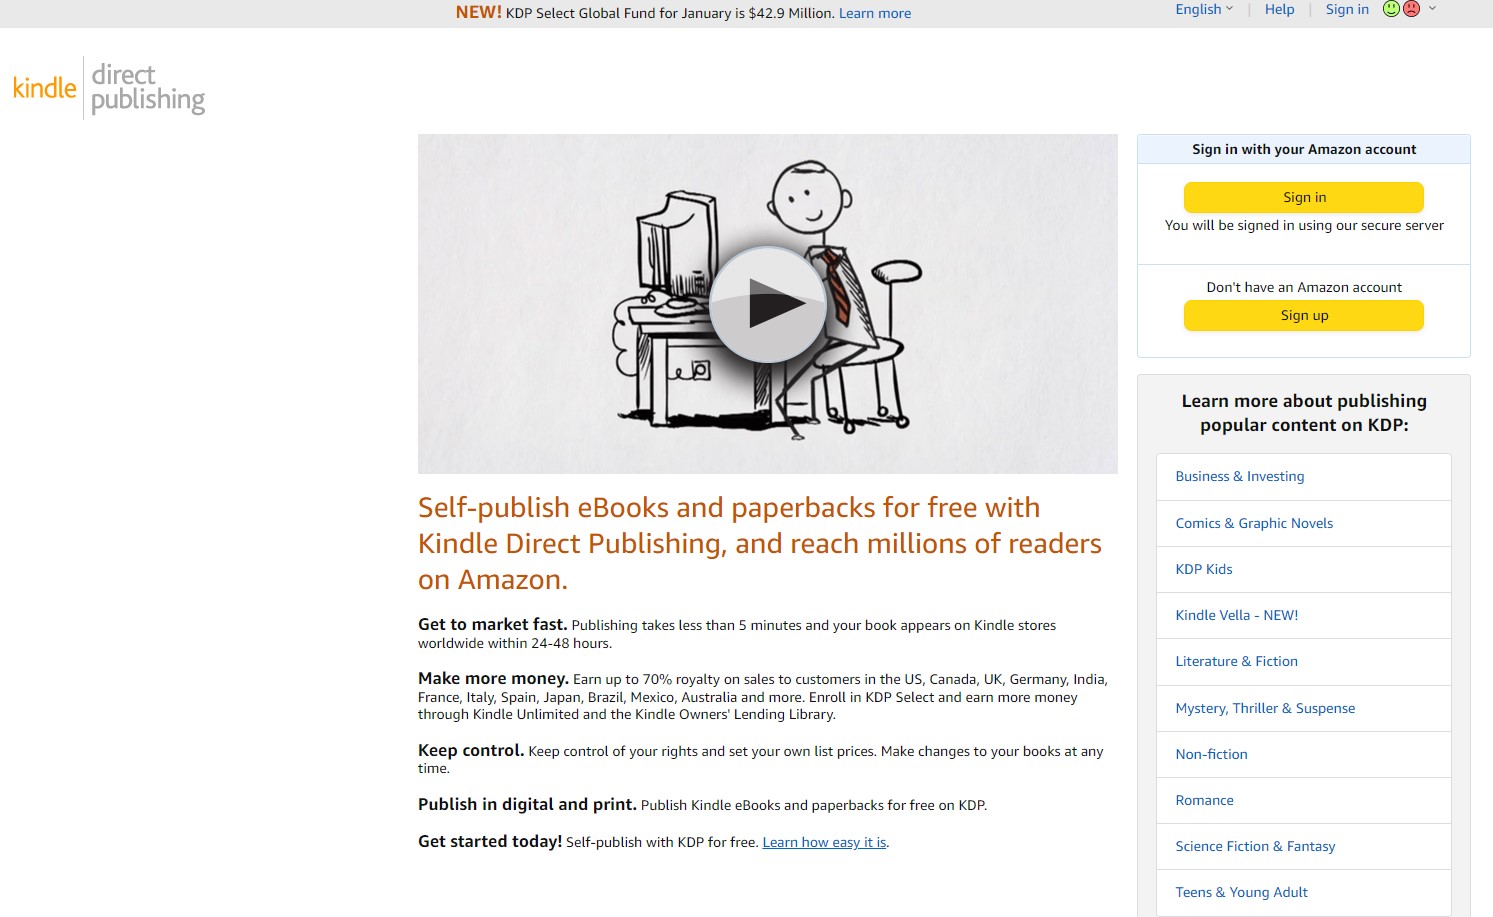 NEW! KDP Select Global Fund for January is $42.9 Million. Learn more
English
Help
Sign in
kindle
direct
publishing
Self-publish eBooks and paperbacks for free with
Kindle Direct Publishing, and reach millions of readers
on Amazon.
Get to market fast. Publishing takes less than 5 minutes and your book appears on Kindle stores
worldwide within 24-48 hours.
Make more money. Earn up to 70% royalty on sales to customers in the US, Canada, UK, Germany, India,
France, Italy, Spain, Japan, Brazil, Mexico, Australia and more. Enroll in KDP Select and earn more money
through Kindle Unlimited and the Kindle Owners' Lending Library.
Keep control. Keep control of your rights and set your own list prices. Make changes to your books at any
time.
Publish in digital and print. Publish Kindle eBooks and paperbacks for free on KDP.
Get started today! Self-publish with KDP for free. Learn how easy it is.
Sign in with your Amazon account
Sign in
You will be signed in using our secure server
Don't have an Amazon account
Sign up
Learn more about publishing
popular content on KDP:
Business & Investing
Comics & Graphic Novels
KDP Kids
Kindle Vella - NEW!
Literature & Fiction
Mystery, Thriller & Suspense
Non-fiction
Romance
Science Fiction & Fantasy
Teens & Young Adult